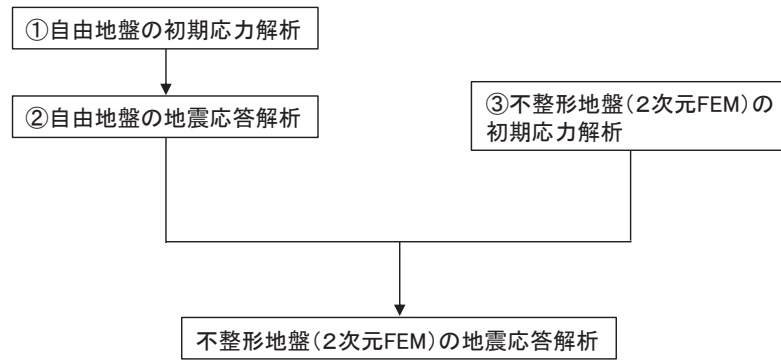 ①自由地盤の初期応力解析
②自由地盤の地震応答解析
③不整形地盤(2次元FEM)の
初期応力解析
不整形地盤(2次元FEM)の地震応答解析